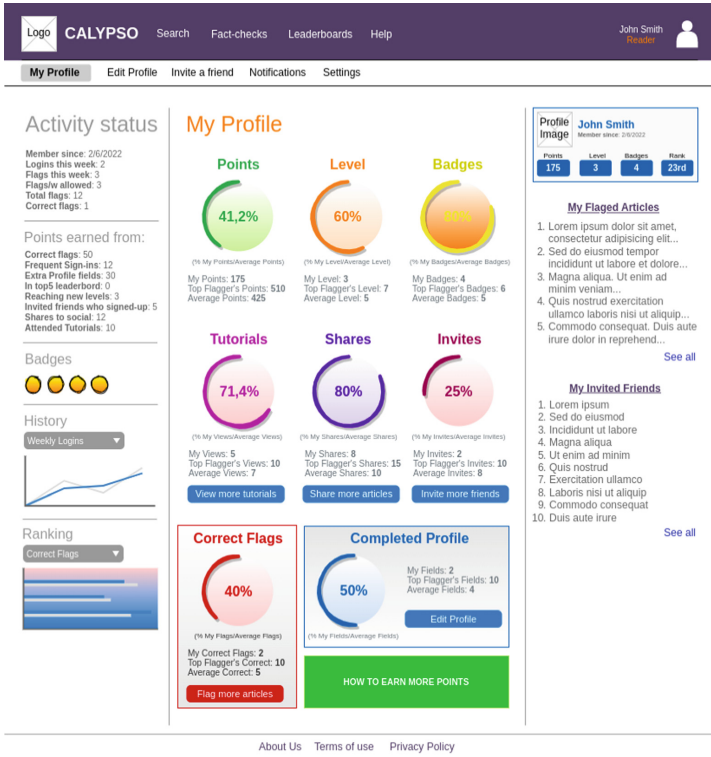 Logo
CALYPSO
Search
Fact-checks
Leaderboards
Help
John Smith
Reader
My Profile
Edit Profile
Invite a friend
Notifications
Settings
Activity status
Member since: 2/6/2022
Logins this week: 2
Flags this week: 3
Flags/w allowed: 3
Total flags: 12
Correct flags: 1
Points earned from:
Correct flags: 50
Frequent Sign-ins: 12
Extra Profile fields: 30
In top5 leaderbord: 0
Reaching new levels: 3
Invited friends who signed-up: 5
Shares to social: 12
Attended Tutorials: 10
Badges
History
Weekly Logins
Ranking
Correct Flags
My Profile
Points
41,2%
(% My Points/Average Points)
My Points: 175
Top Flagger's Points: 510
Average Points: 425
Level
60%
(% My Level/Average Level)
My Level: 3
Top Flagger's Level: 7
Average Level: 5
Badges
80%
(% My Badges/Average Badges)
My Badges: 4
Top Flagger's Badges: 6
Average Badges: 5
Tutorials
71,4%
(% My Views/Average Views)
My Views: 5
Top Flagger's Views: 10
Average Views: 7
View more tutorials
Shares
80%
(% My Shares/Average Shares)
My Shares: 8
Top Flagger's Shares: 15
Average Shares: 10
Share more articles
Invites
25%
(% My Invites/Average Invites)
My Invites: 2
Top Flagger's Invites: 10
Average Invites: 8
Invite more friends
Correct Flags
40%
(% My Flags/Average Flags)
My Correct Flags: 2
Top Flagger's Correct: 10
Average Correct: 5
Flag more articles
Completed Profile
50%
(% My Fields/Average Fields)
My Fields: 2
Top Flagger's Fields: 10
Average Fields: 4
Edit Profile
HOW TO EARN MORE POINTS
Profile
Image
John Smith
Member since: 2/6/2022
Points
Level
Badges
Rank
175
3
4
23rd
My Flaged Articles
1. Lorem ipsum dolor sit amet,
consectetur adipisicing elit...
2. Sed do eiusmod tempor
incididunt ut labore et dolore...
3. Magna aliqua. Ut enim ad
minim veniam...
4. Quis nostrud exercitation
ullamco laboris nisi ut aliquip...
5. Commodo consequat. Duis aute
irure dolor in reprehend...
See all
My Invited Friends
1. Lorem ipsum
2. Sed do eiusmod
3. Incididunt ut labore
4. Magna aliqua
5. Ut enim ad minim
6. Quis nostrud
7. Exercitation ullamco
8. Laboris nisi ut aliquip
9. Commodo consequat
10. Duis aute irure
See all
About Us
Terms of use
Privacy Policy